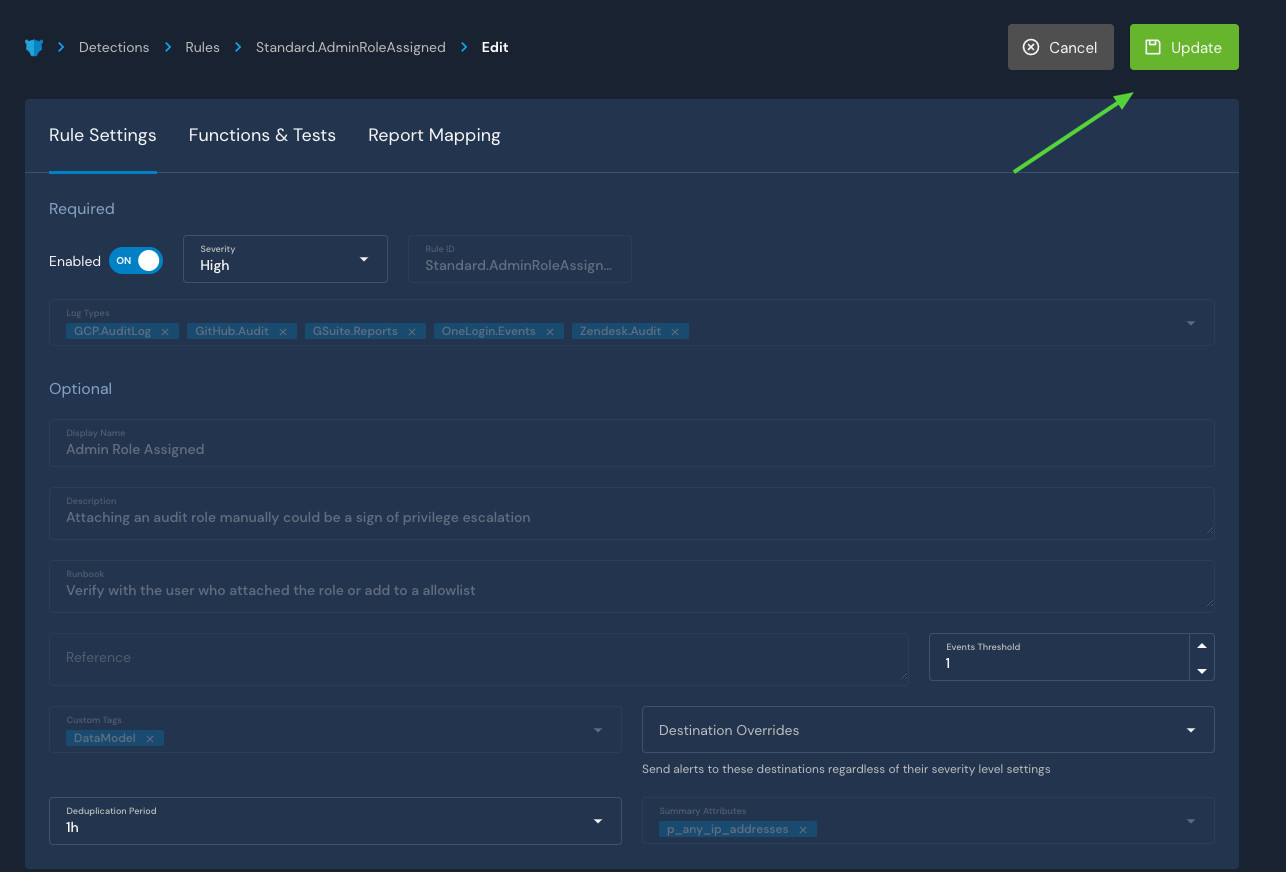 Detections Rules Standard.AdminRoleAssigned Edit
Cancel
Update
Rule Settings Functions & Tests Report Mapping
Required
Enabled ON
Severity
High
Rule ID
Standard.AdminRoleAssign...
Log Types
GCP.AuditLog GitHub.Audit GSuite.Reports OneLogin.Events Zendesk.Audit
Optional
Display Name
Admin Role Assigned
Description
Attaching an audit role manually could be a sign of privilege escalation
Runbook
Verify with the user who attached the role or add to a allowlist
Reference
Events Threshold
1
Custom Tags
DataModel
Destination Overrides
Send alerts to these destinations regardless of their severity level settings
Deduplication Period
1h
Summary Attributes
p_any_ip_addresses